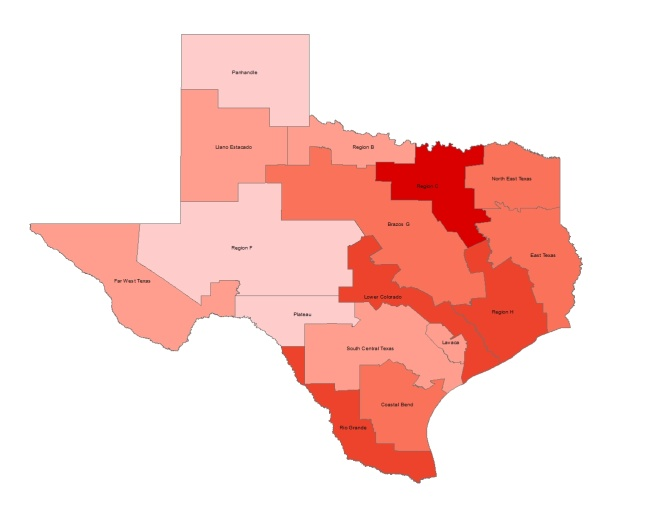 Panhandle
Llano Estacado
Region B
Region C
North East Texas
Brazos G
Region F
East Texas
Far West Texas
Lower Colorado
Region H
Plateau
Lavaca
South Central Texas
Coastal Bend
Rio Grande